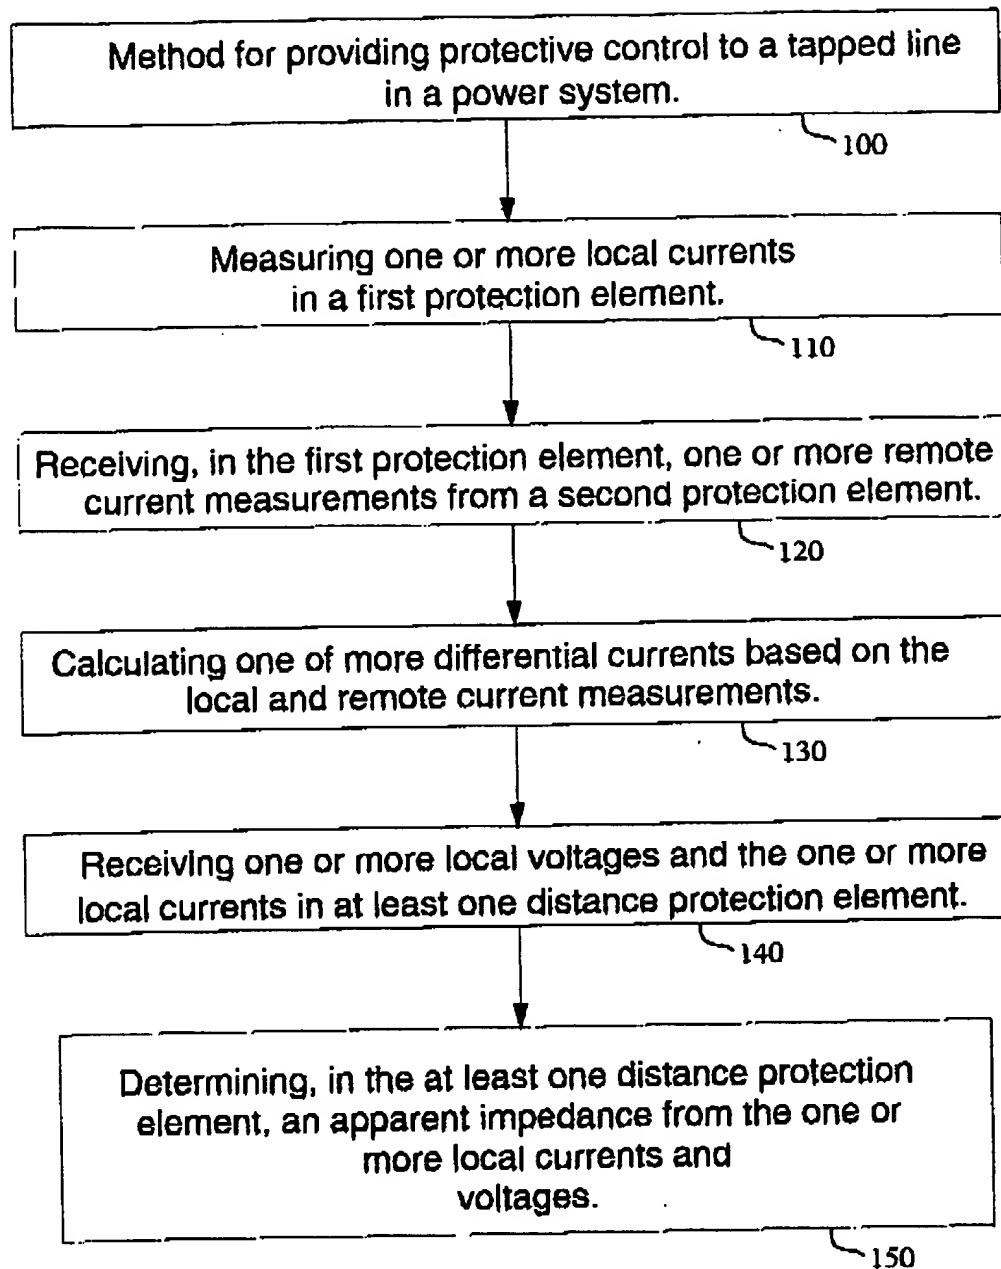 Method for providing protective control to a tapped line
in a power system.
100
Measuring one or more local currents
in a first protection element.
110
Receiving, in the first protection element, one or more remote
current measurements from a second protection element.
120
Calculating one of more differential currents based on the
local and remote current measurements.
130
Receiving one or more local voltages and the one or more
local currents in at least one distance protection element.
140
Determining, in the at least one distance protection
element, an apparent impedance from the one or
more local currents and
voltages.
150